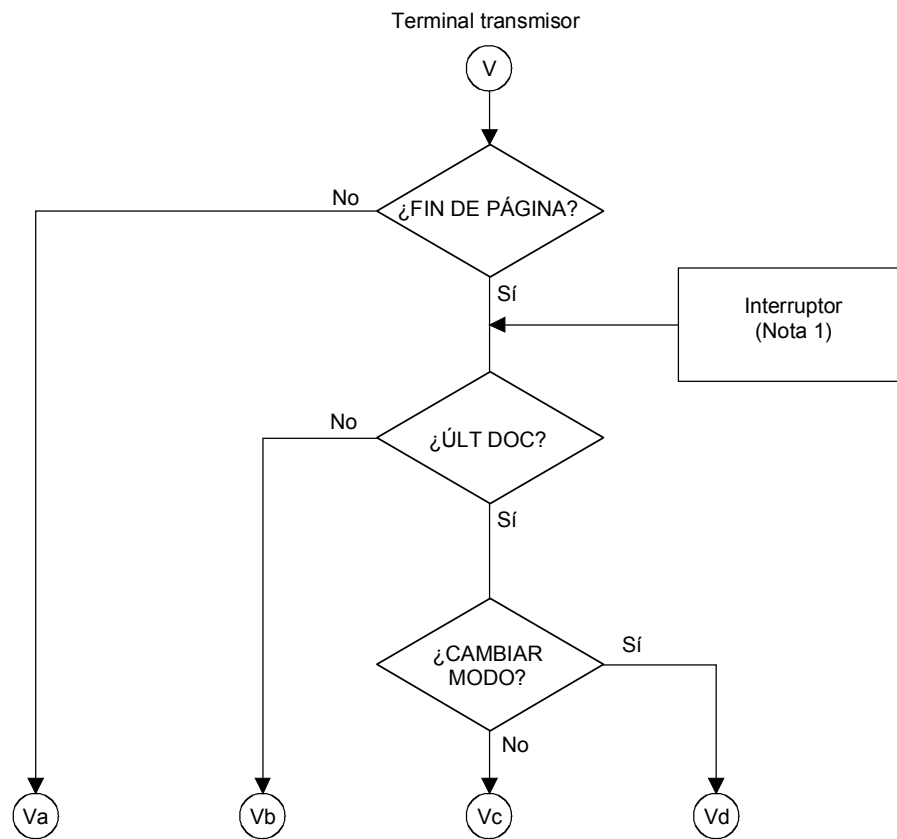 Terminal transmisor
V
No
¿FIN DE PÁGINA?
Sí
Interruptor
(Nota 1)
No
¿ÚLT DOC?
Sí
¿CAMBIAR
MODO?
Sí
No
Va
Vb
Vc
Vd